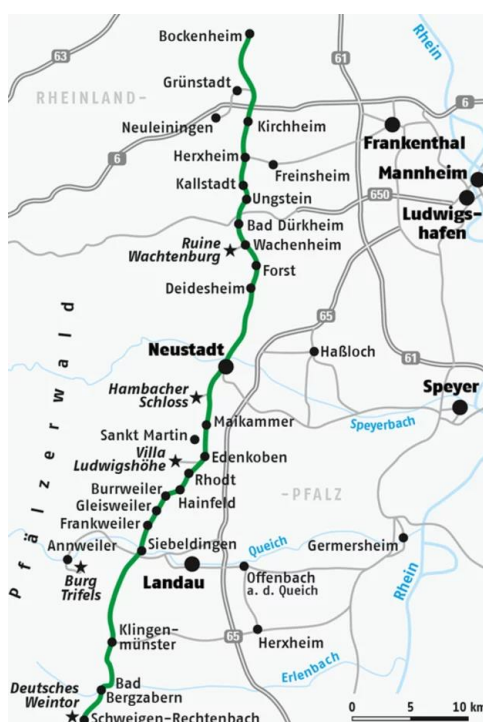 Bockenheim
Rhein
63
61
Grünstadt
RHEINLAND-
6
Neuleiningen
Kirchheim
Frankenthal
6
Herxheim
Freinsheim
Mannheim
Kallstadt
650
Ungstein
Ludwigs-
hafen
Bad Dürkheim
Ruine
Wachtenburg
Wachenheim
Forst
Deidesheim
65
Neustadt
Haßloch
61
Pfälzerwald
Hambacher
Schloss
Speyer
Maikammer
Speyerbach
Sankt Martin
Villa
Ludwigshöhe
Edenkoben
Rhodt
Burrweiler
-PFALZ
Hainfeld
Gleisweiler
Frankweiler
Annweiler
Siebeldingen
Queich
Germersheim
Burg
Trifels
Landau
Offenbach
a. d. Queich
Rhein
Klingen-
münster
65
Herxheim
Erlenbach
Deutsches
Weintor
Bad
Bergzabern
0 5 10 km
Schweigen-Rechtenbach